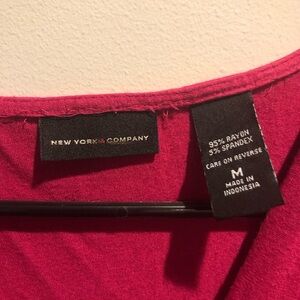 NEW YORK & COMPANY
95% RAYON
5% SPANDEX
CARE ON REVERSE
M
MADE IN
INDONESIA